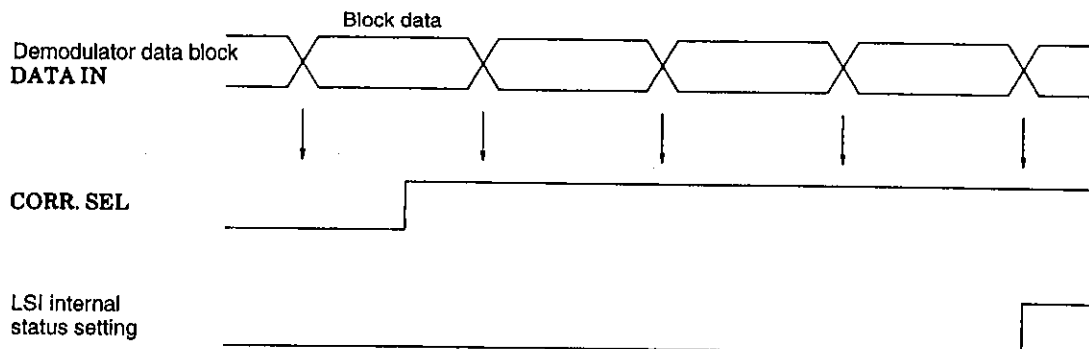 Block data
Demodulator data block
DATA IN
CORR. SEL
LSI internal
status setting